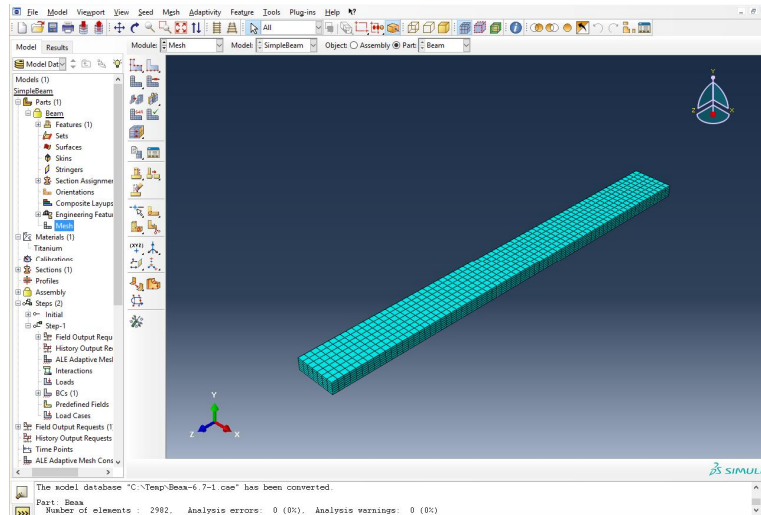 File Model Viewport View Seed Mesh Adaptivity Feature Tools Plug-ins Help
All
Model Results
Module: Mesh Model: SimpleBeam Object: Assembly Part: Beam
Model Dat
Models (1)
SimpleBeam
Parts (1)
Beam
Features (1)
Sets
Surfaces
Skins
Stringers
Section Assignmer
Orientations
Composite Layups
Engineering Featu
Mesh
Materials (1)
Titanium
Calibrations
Sections (1)
Profiles
Assembly
Steps (2)
Initial
Step-1
Field Output Requ
History Output Re
ALE Adaptive Mesl
Interactions
Loads
BCs (1)
Predefined Fields
Load Cases
Field Output Requests (1
History Output Requests
Time Points
ALE Adaptive Mesh Cons
(XYZ)
Y
Z
X
Y
Z
X
SIMULI
The model database "C:\Temp\Beam-6.7-1.cae" has been converted.
Part: Beam
Number of elements : 2982, Analysis errors: 0 (0%), Analysis warnings: 0 (0%)
>>>